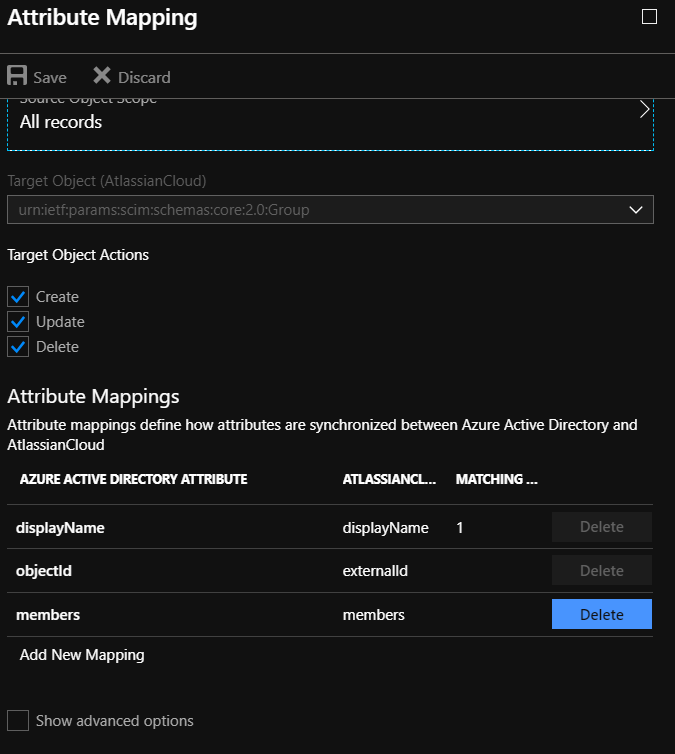 Attribute Mapping
Save Discard
Source Object Scope
All records
Target Object (AtlassianCloud)
urn:ietf:params:scim:schemas:core:2.0:Group
Target Object Actions
Create
Update
Delete
Attribute Mappings
Attribute mappings define how attributes are synchronized between Azure Active Directory and
AtlassianCloud
AZURE ACTIVE DIRECTORY ATTRIBUTE ATLASSIANCL... MATCHING ...
displayName displayName 1 Delete
objectId externalId Delete
members members Delete
Add New Mapping
Show advanced options